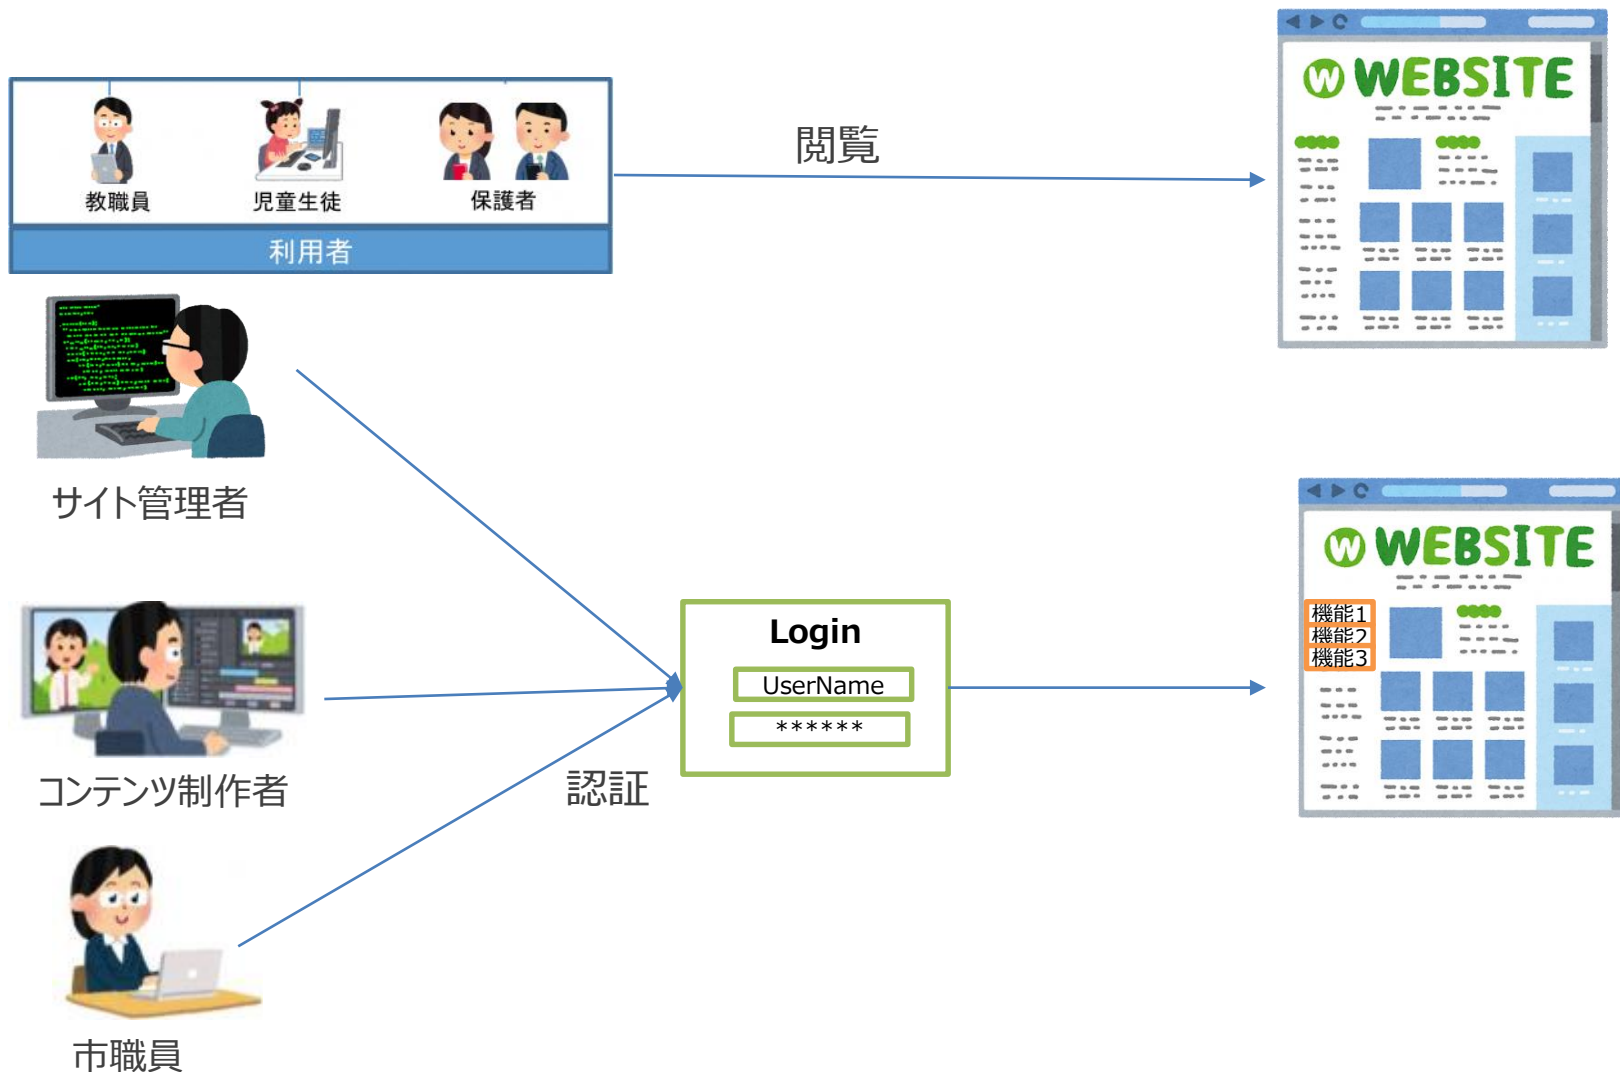 教職員
児童生徒
保護者
利用者
閲覧
W WEBSITE
サイト管理者
コンテンツ制作者
市職員
認証
Login
UserName
******
W WEBSITE
機能1
機能2
機能3